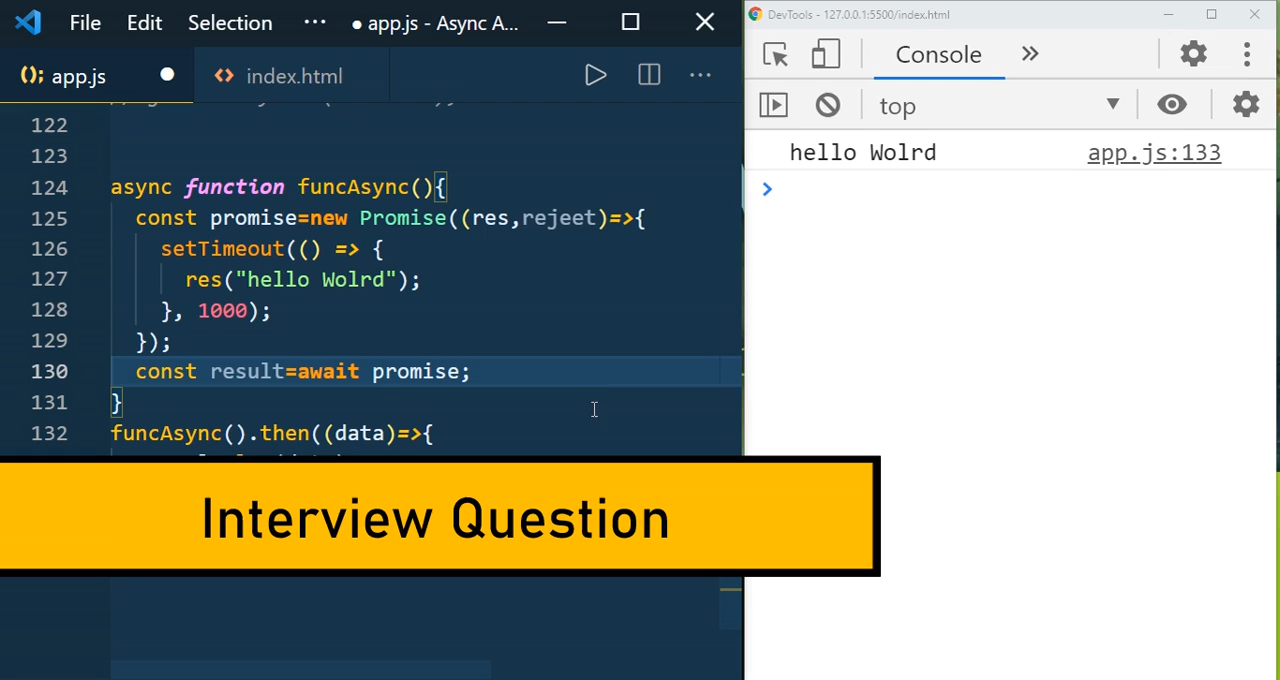 File Edit Selection ··· ● app.js - Async A...
(); app.js ● <> index.html ···
122
123
124 async function funcAsync(){
125 const promise=new Promise((res,rejeet)=>{
126 setTimeout(() => {
127 res("hello Wolrd");
128 }, 1000);
129 });
130 const result=await promise;
131 }
132 funcAsync().then((data)=>{
Interview Question
DevTools - 127.0.0.1:5500/index.html
Console »
top
hello Wolrd app.js:133
>